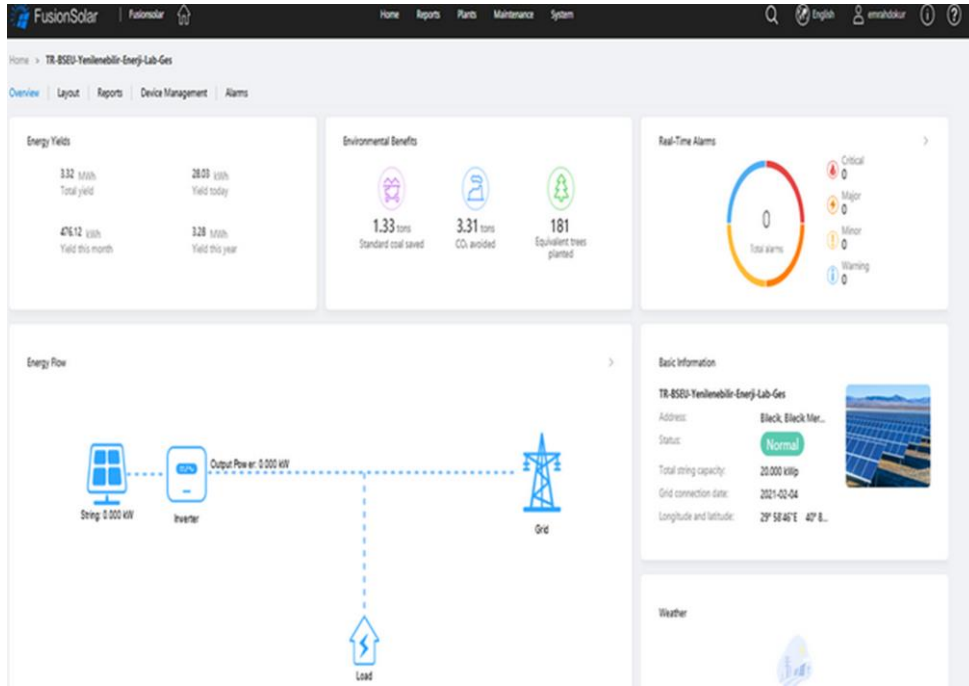 FusionSolar
Fusionsolar
Home Reports Plants Maintenance System
English
emrahdokur
Home > TR-BSEU-Yenilenebilir-Enerji-Lab-Ges
Overview Layout Reports Device Management Alarms
Energy Yields
3.32 MWh
Total yield
28.03 kWh
Yield today
476.12 kWh
Yield this month
3.28 MWh
Yield this year
Environmental Benefits
1.33 tons
Standard coal saved
3.31 tons
CO₂ avoided
181
Equivalent trees
planted
Real-Time Alarms
0
Total alarms
Critical
0
Major
0
Minor
0
Warning
0
Energy Flow
String: 0.000 kW
Inverter
Output Power: 0.000 kW
Grid
Load
Basic Information
TR-BSEU-Yenilenebilir-Enerji-Lab-Ges
Address: Bileck, Bileck Mer...
Status: Normal
Total string capacity: 20.000 kWp
Grid connection date: 2021-02-04
Longitude and latitude: 29° 58'46"E 40° 8...
Weather